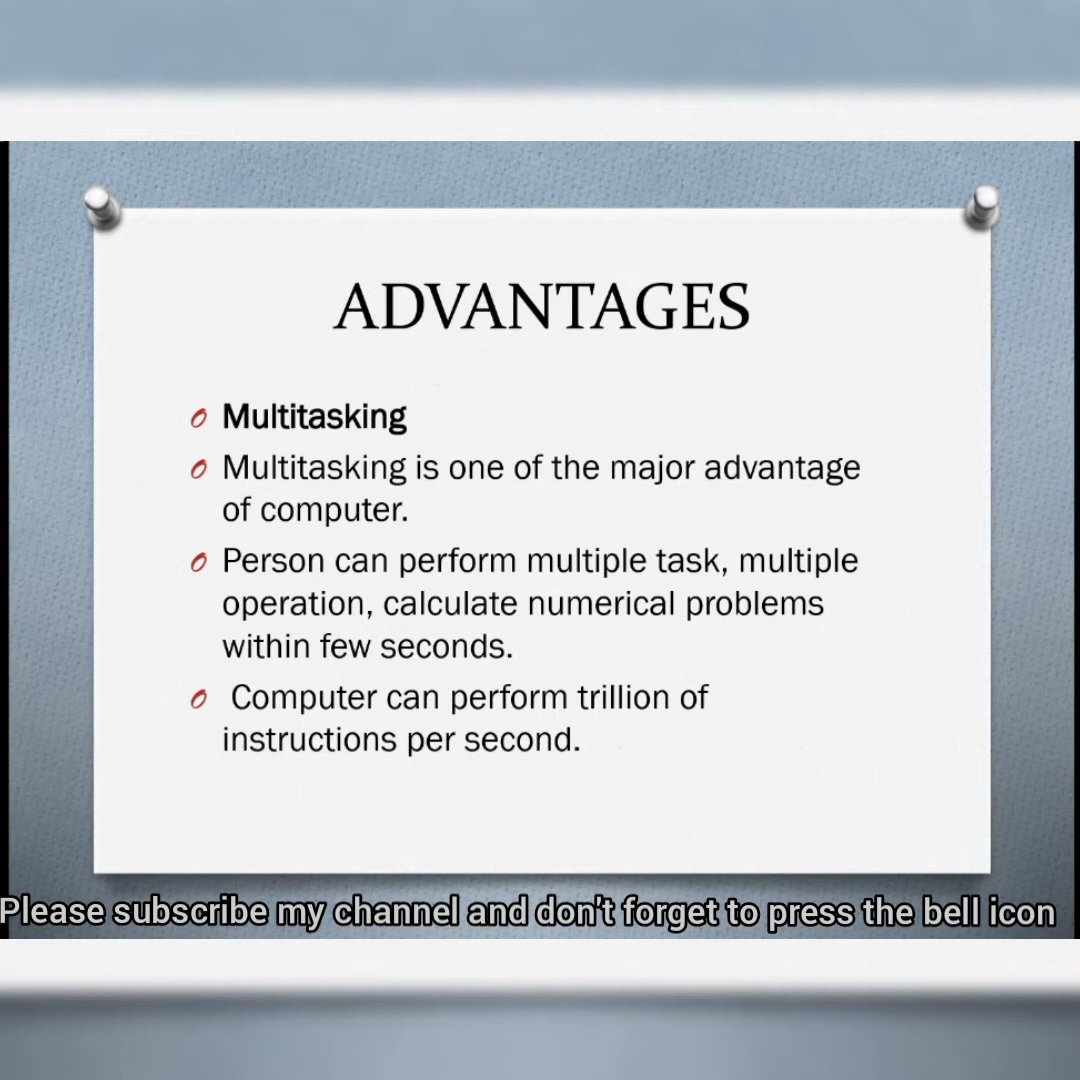 ADVANTAGES
Multitasking
Multitasking is one of the major advantage
of computer.
Person can perform multiple task, multiple
operation, calculate numerical problems
within few seconds.
Computer can perform trillion of
instructions per second.
Please subscribe my channel and don't forget to press the bell icon